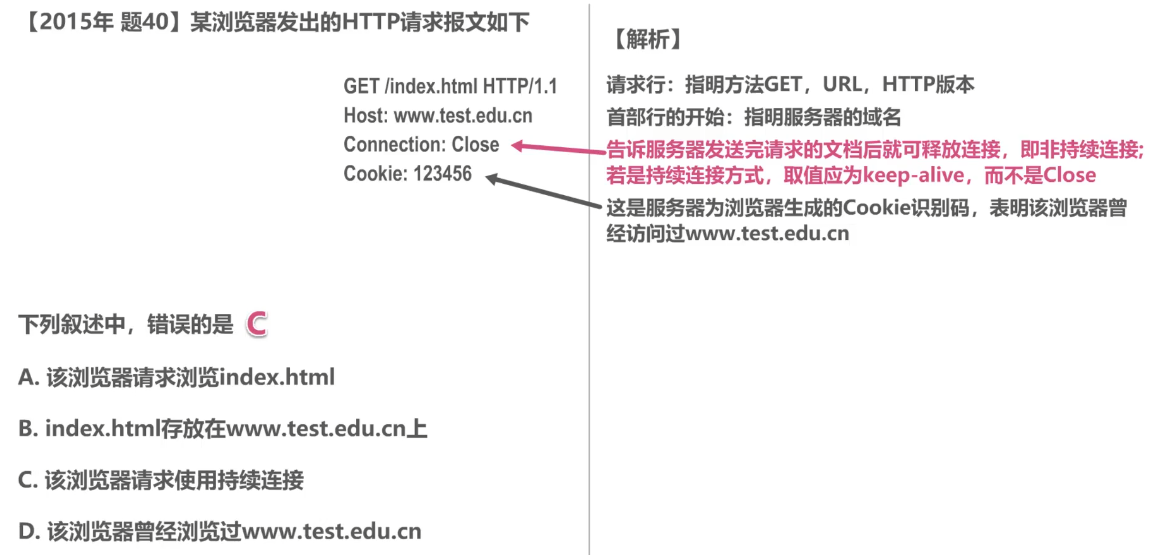 【2015年 题40】某浏览器发出的HTTP请求报文如下
GET /index.html HTTP/1.1
Host: www.test.edu.cn
Connection: Close
Cookie: 123456
下列叙述中，错误的是 C
A. 该浏览器请求浏览index.html
B. index.html存放在www.test.edu.cn上
C. 该浏览器请求使用持续连接
D. 该浏览器曾经浏览过www.test.edu.cn
【解析】
请求行：指明方法GET，URL，HTTP版本
首部行的开始：指明服务器的域名
告诉服务器发送完请求的文档后就可释放连接，即非持续连接;
若是持续连接方式，取值应为keep-alive，而不是Close
这是服务器为浏览器生成的Cookie识别码，表明该浏览器曾
经访问过www.test.edu.cn